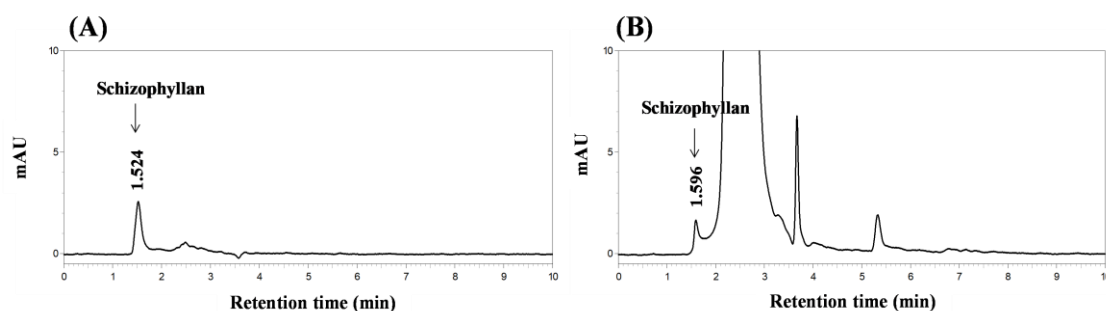 (A)
10
5
0
mAU
Schizophyllan
1.524
0 1 2 3 4 5 6 7 8 9 10
Retention time (min)
(B)
10
5
0
mAU
Schizophyllan
1.596
0 1 2 3 4 5 6 7 8 9 10
Retention time (min)